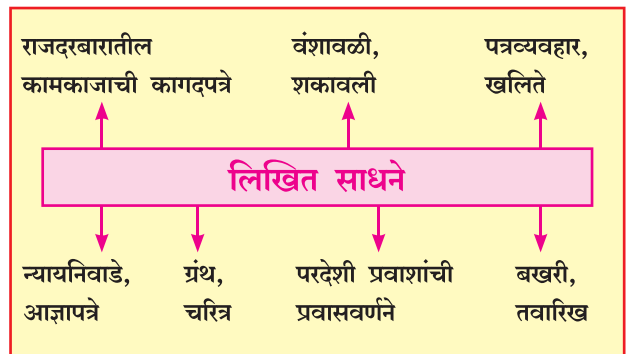 राजदरबारातील
कामकाजाची कागदपत्रे
वंशावळी,
शकावली
पत्रव्यवहार,
खलिते
लिखित साधने
न्यायनिवाडे,
आज्ञापत्रे
ग्रंथ,
चरित्र
परदेशी प्रवाशांची
प्रवासवर्णने
बखरी,
तवारिख